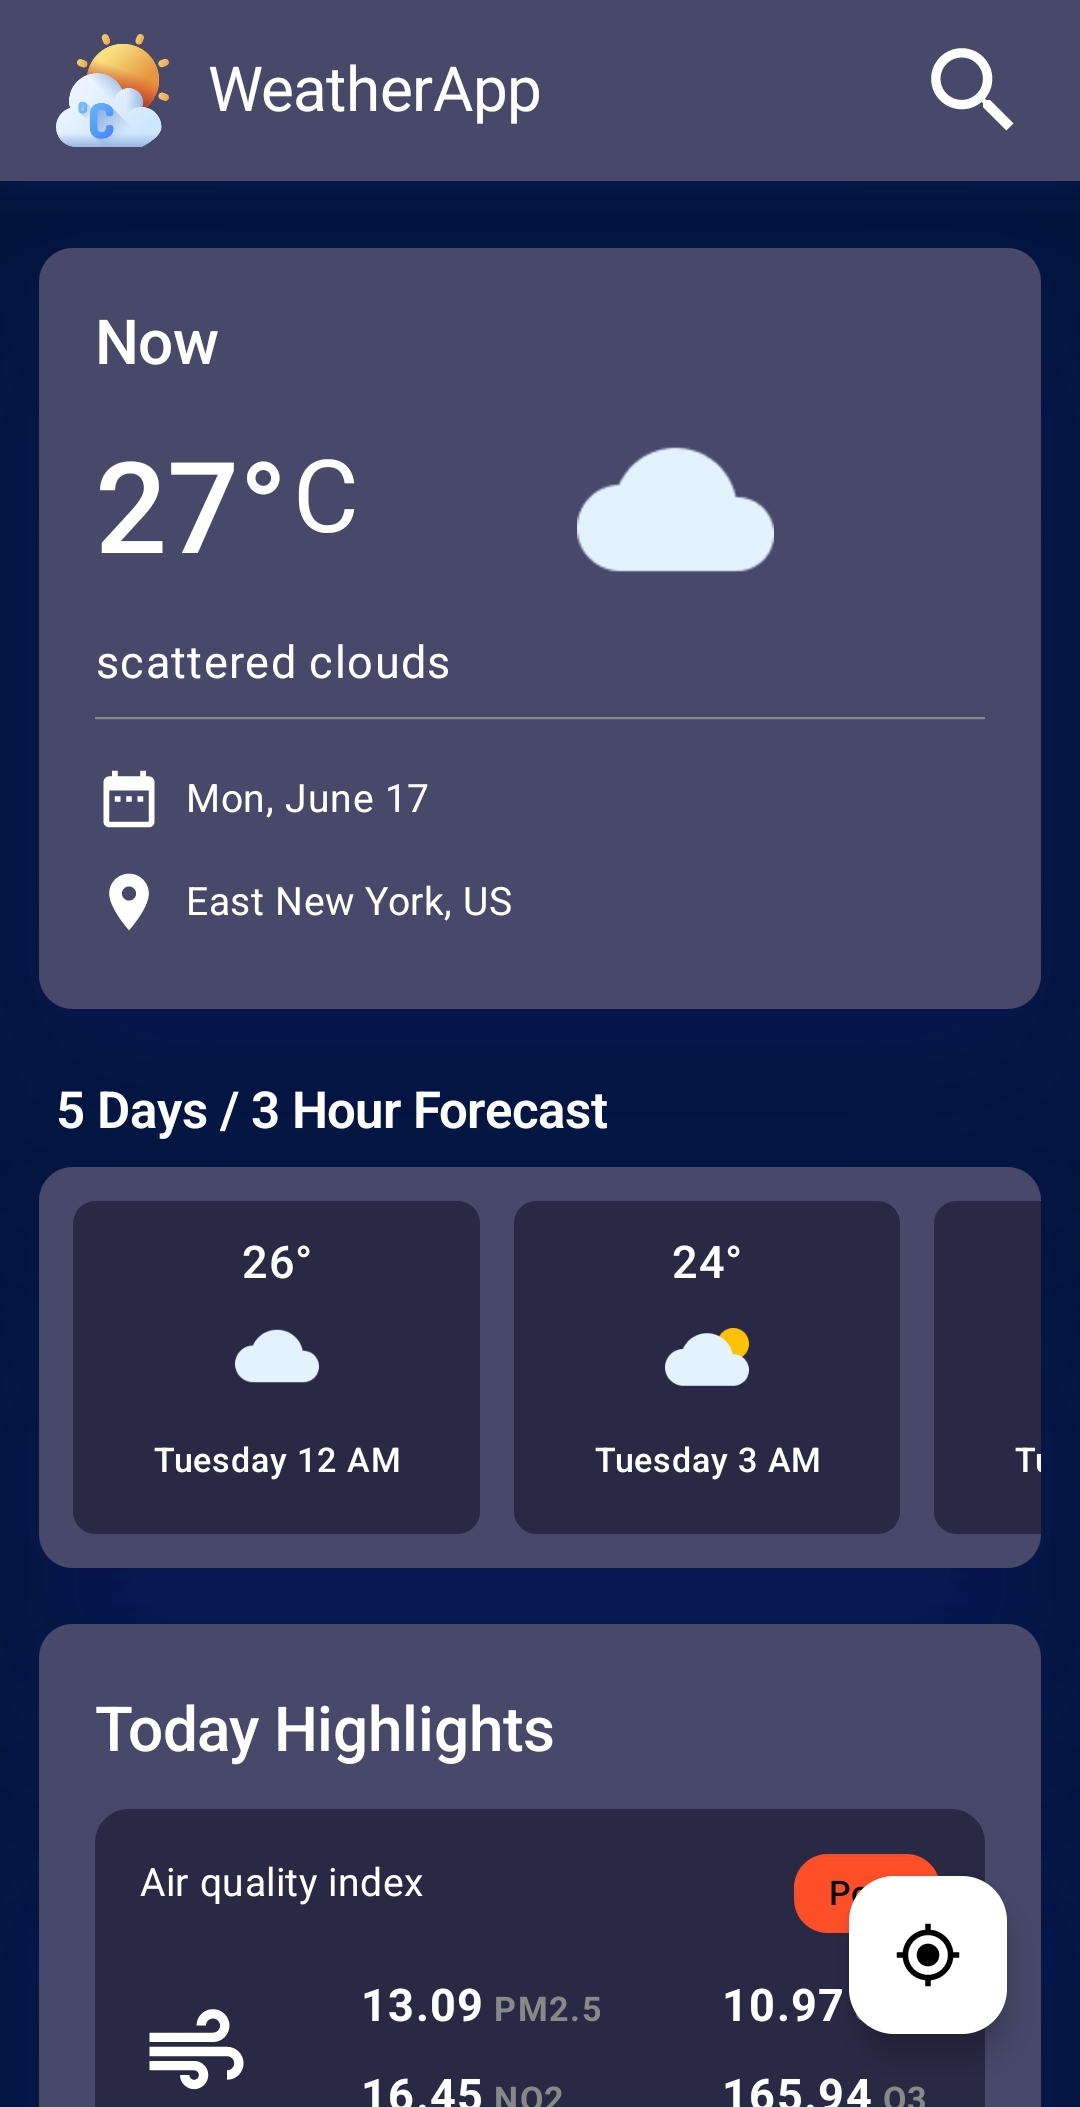 °C
WeatherApp
Now
27°C
scattered clouds
Mon, June 17
East New York, US
5 Days / 3 Hour Forecast
26° 24°
Tuesday 12 AM Tuesday 3 AM
Today Highlights
Air quality index
13.09 PM2.5 10.97
16.45 NO2 165.94 O3